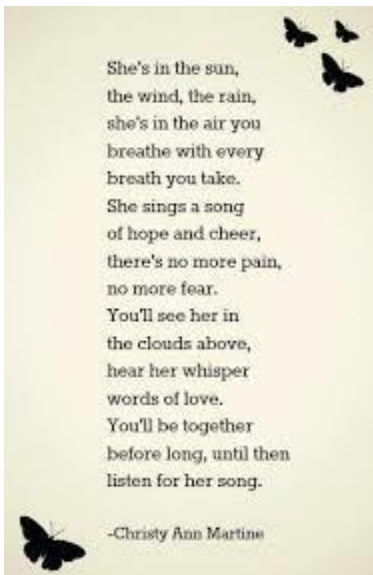 She's in the sun,
the wind, the rain,
she's in the air you
breathe with every
breath you take.
She sings a song
of hope and cheer,
there's no more pain,
no more fear.
You'll see her in
the clouds above,
hear her whisper
words of love.
You'll be together
before long, until then
listen for her song.
-Christy Ann Martine